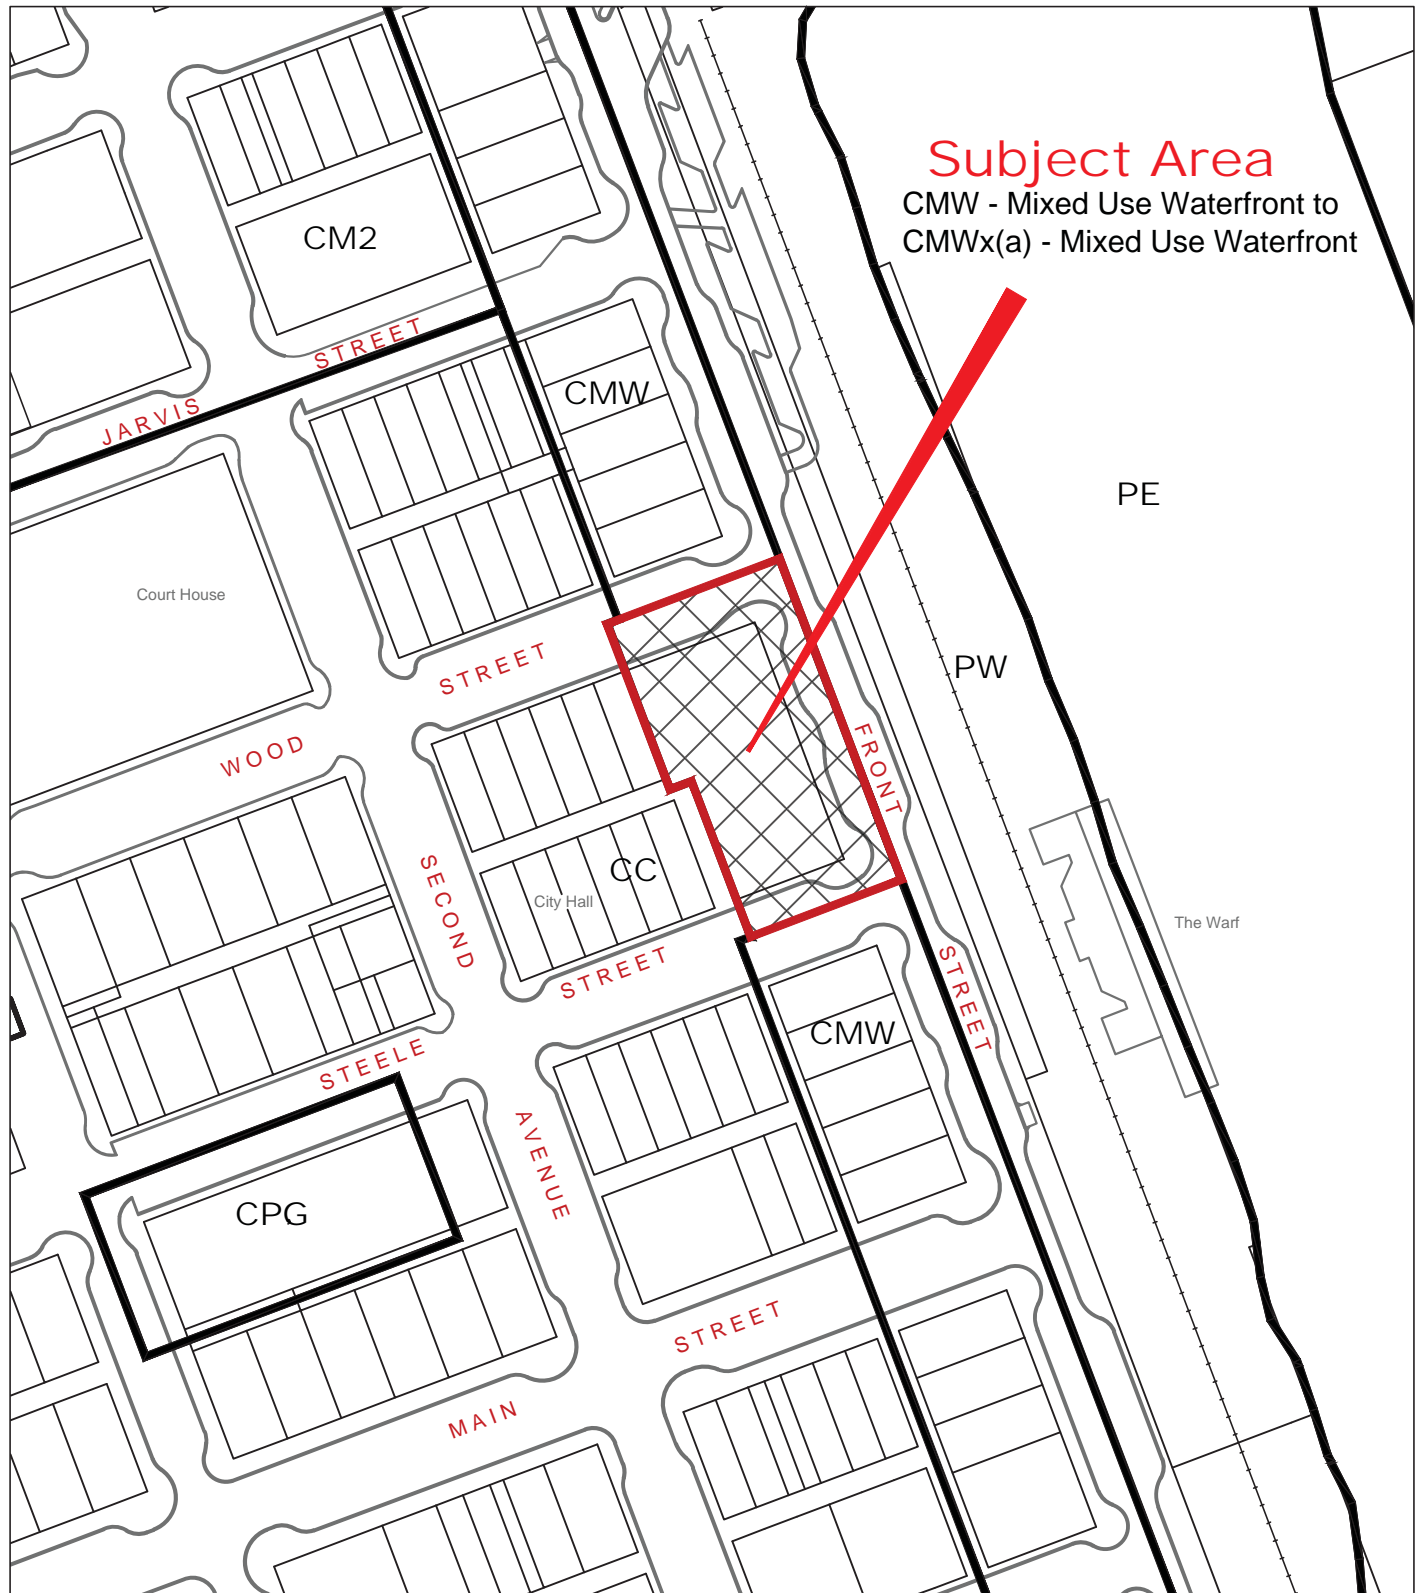 Subject Area
CMW - Mixed Use Waterfront to
CMWx(a) - Mixed Use Waterfront
CM2
JARVIS STREET
CMW
PE
Court House
WOOD STREET
PW
FRONT STREET
SECOND AVENUE
CC
City Hall
The Warf
STEELE STREET
CMW
CPG
MAIN STREET